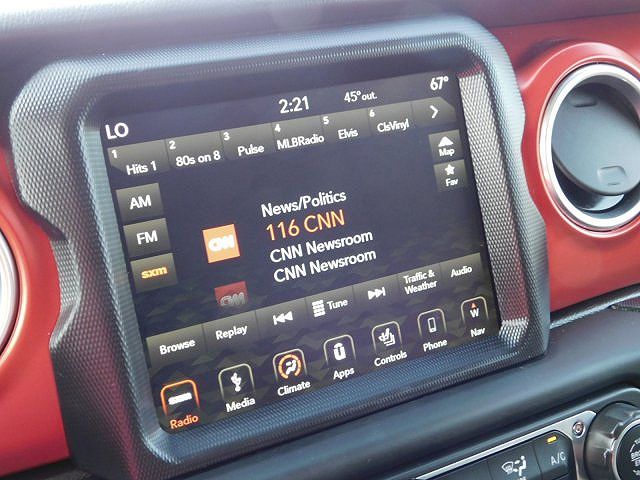 LO 2:21 45° out. 67°
1 Hits 1 2 80s on 8 3 Pulse 4 MLBRadio 5 Elvis 6 ClsVinyl
Map
Fav
AM
FM
sxm
News/Politics
116 CNN
CNN Newsroom
CNN Newsroom
CNN
CNN
Browse Replay Tune Traffic & Weather Audio
Radio Media Climate Apps Controls Phone W Nav
A/C